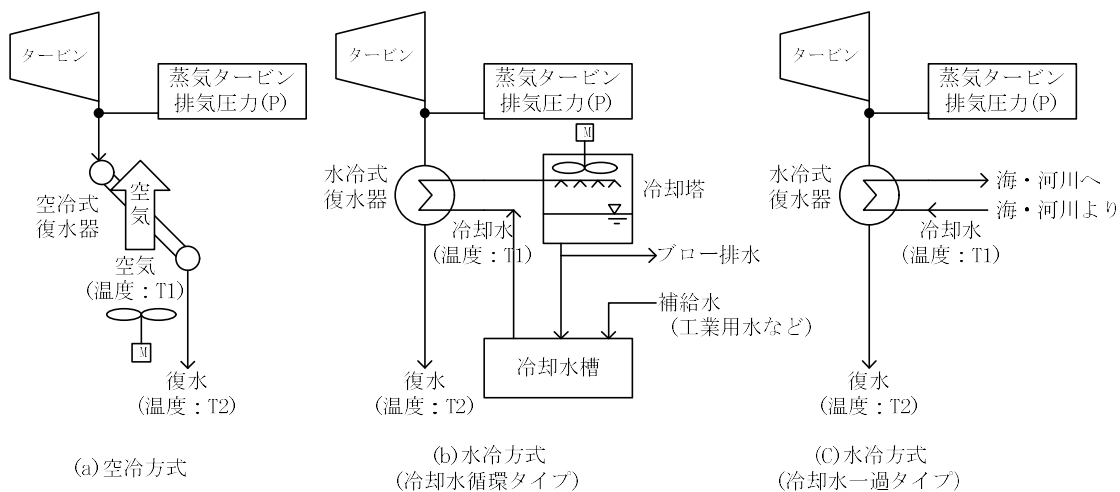 タービン
蒸気タービン
排気圧力(P)
空冷式
復水器
空気
空気
(温度：T1)
M
復水
(温度：T2)
(a)空冷方式
タービン
蒸気タービン
排気圧力(P)
M
水冷式
復水器
冷却塔
冷却水
(温度：T1)
ブロー排水
補給水
(工業用水など)
冷却水槽
復水
(温度：T2)
(b)水冷方式
(冷却水循環タイプ)
タービン
蒸気タービン
排気圧力(P)
水冷式
復水器
海・河川へ
海・河川より
冷却水
(温度：T1)
復水
(温度：T2)
(C)水冷方式
(冷却水一過タイプ)